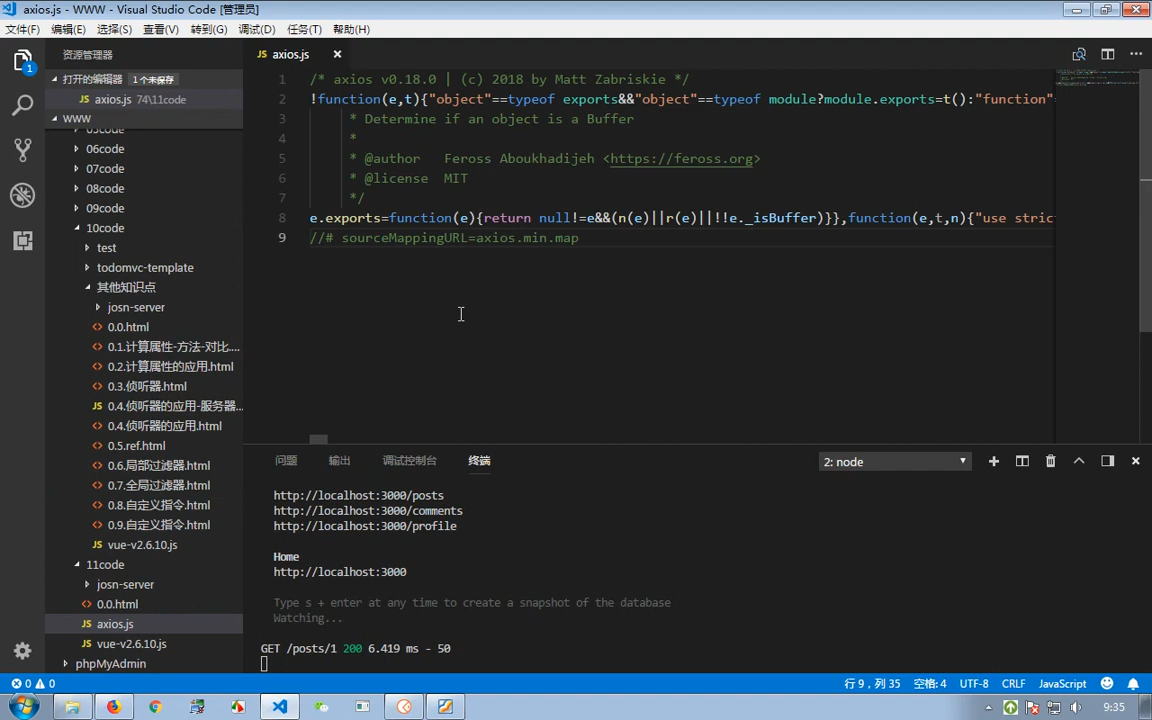 axios.js - WWW - Visual Studio Code [管理员]
文件(F) 编辑(E) 选择(S) 查看(V) 转到(G) 调试(D) 任务(T) 帮助(H)
资源管理器
打开的编辑器 1 个未保存
JS axios.js 74\11code
WWW
05code
06code
07code
08code
09code
10code
test
todomvc-template
其他知识点
josn-server
0.0.html
0.1.计算属性-方法-对比....
0.2.计算属性的应用.html
0.3.侦听器.html
JS 0.4.侦听器的应用-服务器...
0.4.侦听器的应用.html
0.5.ref.html
0.6.局部过滤器.html
0.7.全局过滤器.html
0.8.自定义指令.html
0.9.自定义指令.html
JS vue-v2.6.10.js
11code
josn-server
0.0.html
JS axios.js
JS vue-v2.6.10.js
phpMyAdmin
JS axios.js
1 /* axios v0.18.0 | (c) 2018 by Matt Zabriskie */
2 !function(e,t){"object"==typeof exports&&"object"==typeof module?module.exports=t():"function"=
3 * Determine if an object is a Buffer
4 *
5 * @author Feross Aboukhadijeh <https://feross.org>
6 * @license MIT
7 */
8 e.exports=function(e){return null!=e&&(n(e)||r(e)||!!e._isBuffer)}},function(e,t,n){"use stric
9 //# sourceMappingURL=axios.min.map
问题 输出 调试控制台 终端
2: node
http://localhost:3000/posts
http://localhost:3000/comments
http://localhost:3000/profile
Home
http://localhost:3000
Type s + enter at any time to create a snapshot of the database
Watching...
GET /posts/1 200 6.419 ms - 50
1
0 0
行 9，列 35 空格: 4 UTF-8 CRLF JavaScript
9:35